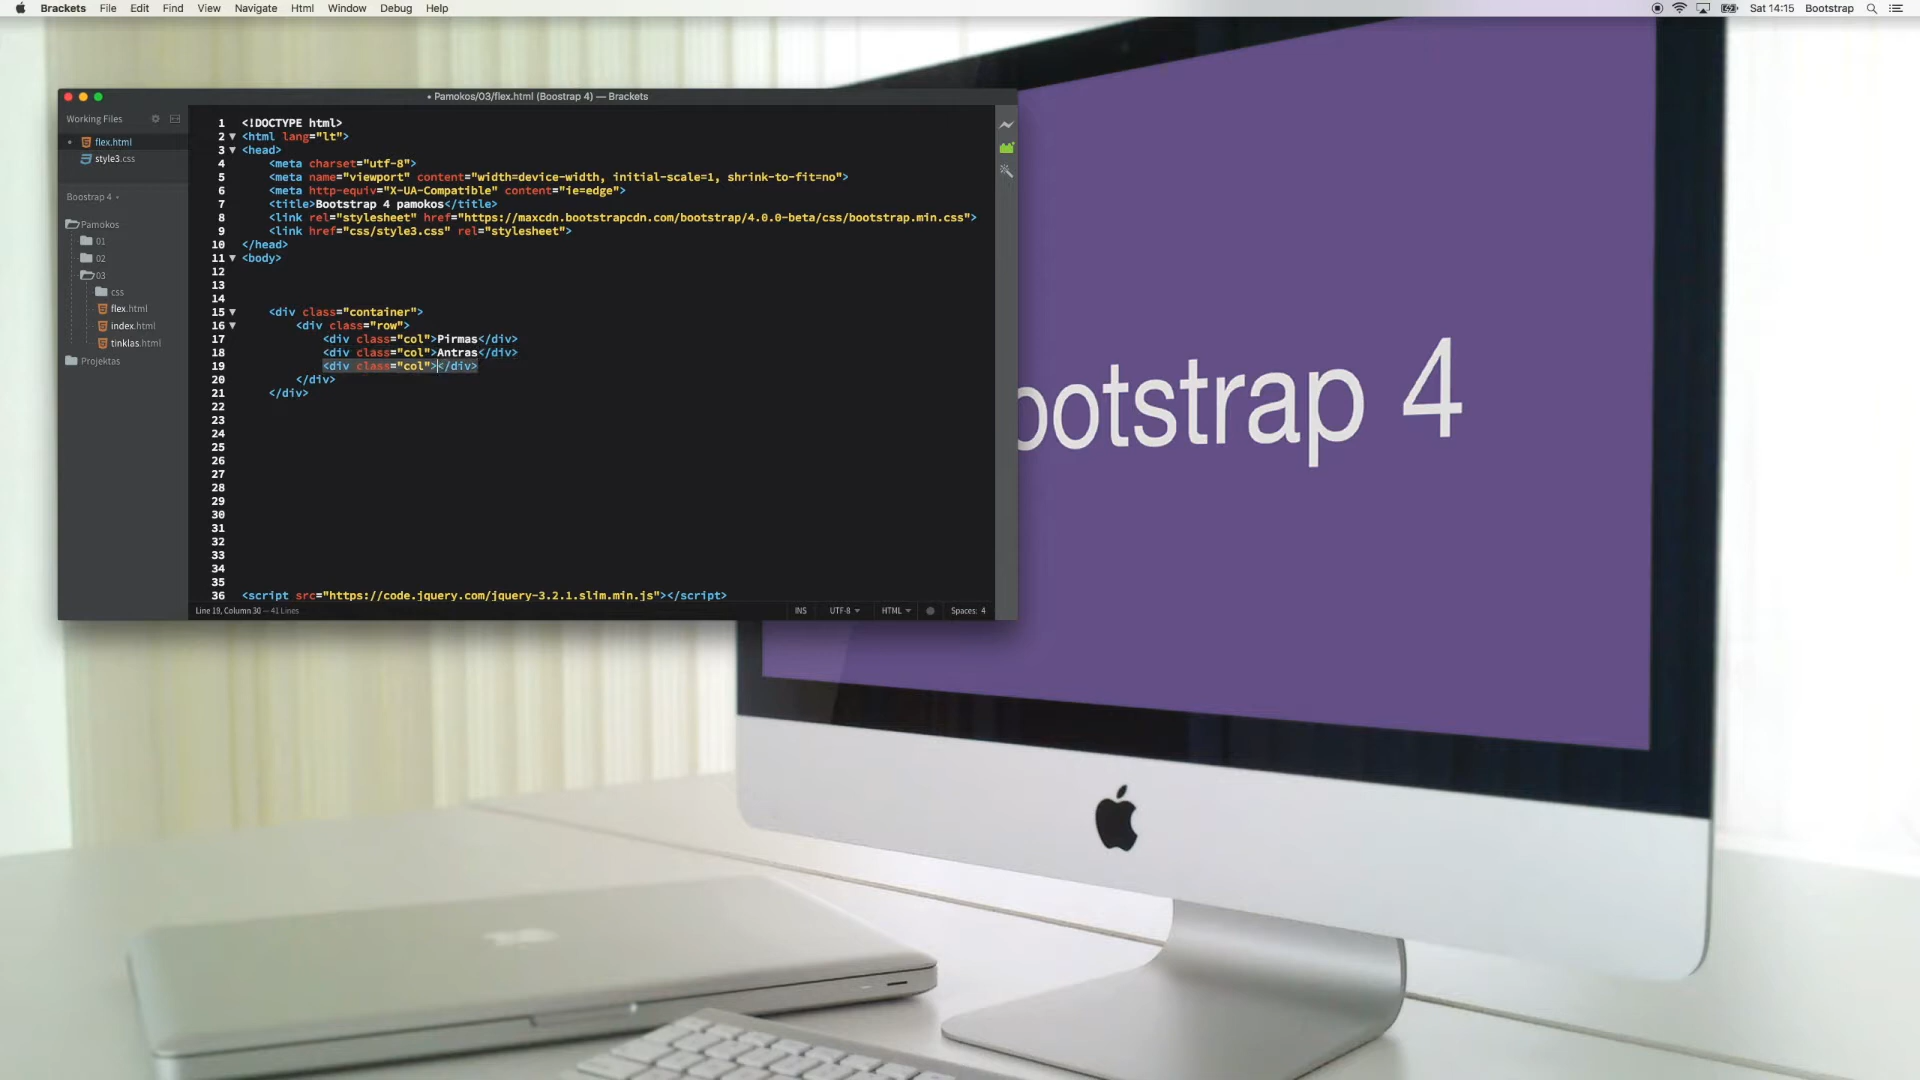 Brackets File Edit Find View Navigate Html Window Debug Help Sat 14:15 Bootstrap
• Pamokos/03/flex.html (Boostrap 4) — Brackets
Working Files
flex.html
style3.css
Boostrap 4
Pamokos
01
02
03
css
flex.html
index.html
tinklas.html
Projektas
1 <!DOCTYPE html>
2 <html lang="lt">
3 <head>
4 <meta charset="utf-8">
5 <meta name="viewport" content="width=device-width, initial-scale=1, shrink-to-fit=no">
6 <meta http-equiv="X-UA-Compatible" content="ie=edge">
7 <title>Bootstrap 4 pamokos</title>
8 <link rel="stylesheet" href="https://maxcdn.bootstrapcdn.com/bootstrap/4.0.0-beta/css/bootstrap.min.css">
9 <link href="css/style3.css" rel="stylesheet">
10 </head>
11 <body>
12
13
14
15 <div class="container">
16 <div class="row">
17 <div class="col">Pirmas</div>
18 <div class="col">Antras</div>
19 <div class="col"></div>
20 </div>
21 </div>
22
23
24
25
26
27
28
29
30
31
32
33
34
35
36 <script src="https://code.jquery.com/jquery-3.2.1.slim.min.js"></script>
Line 19, Column 30 — 41 Lines INS UTF-8 HTML Spaces: 4
ootstrap 4